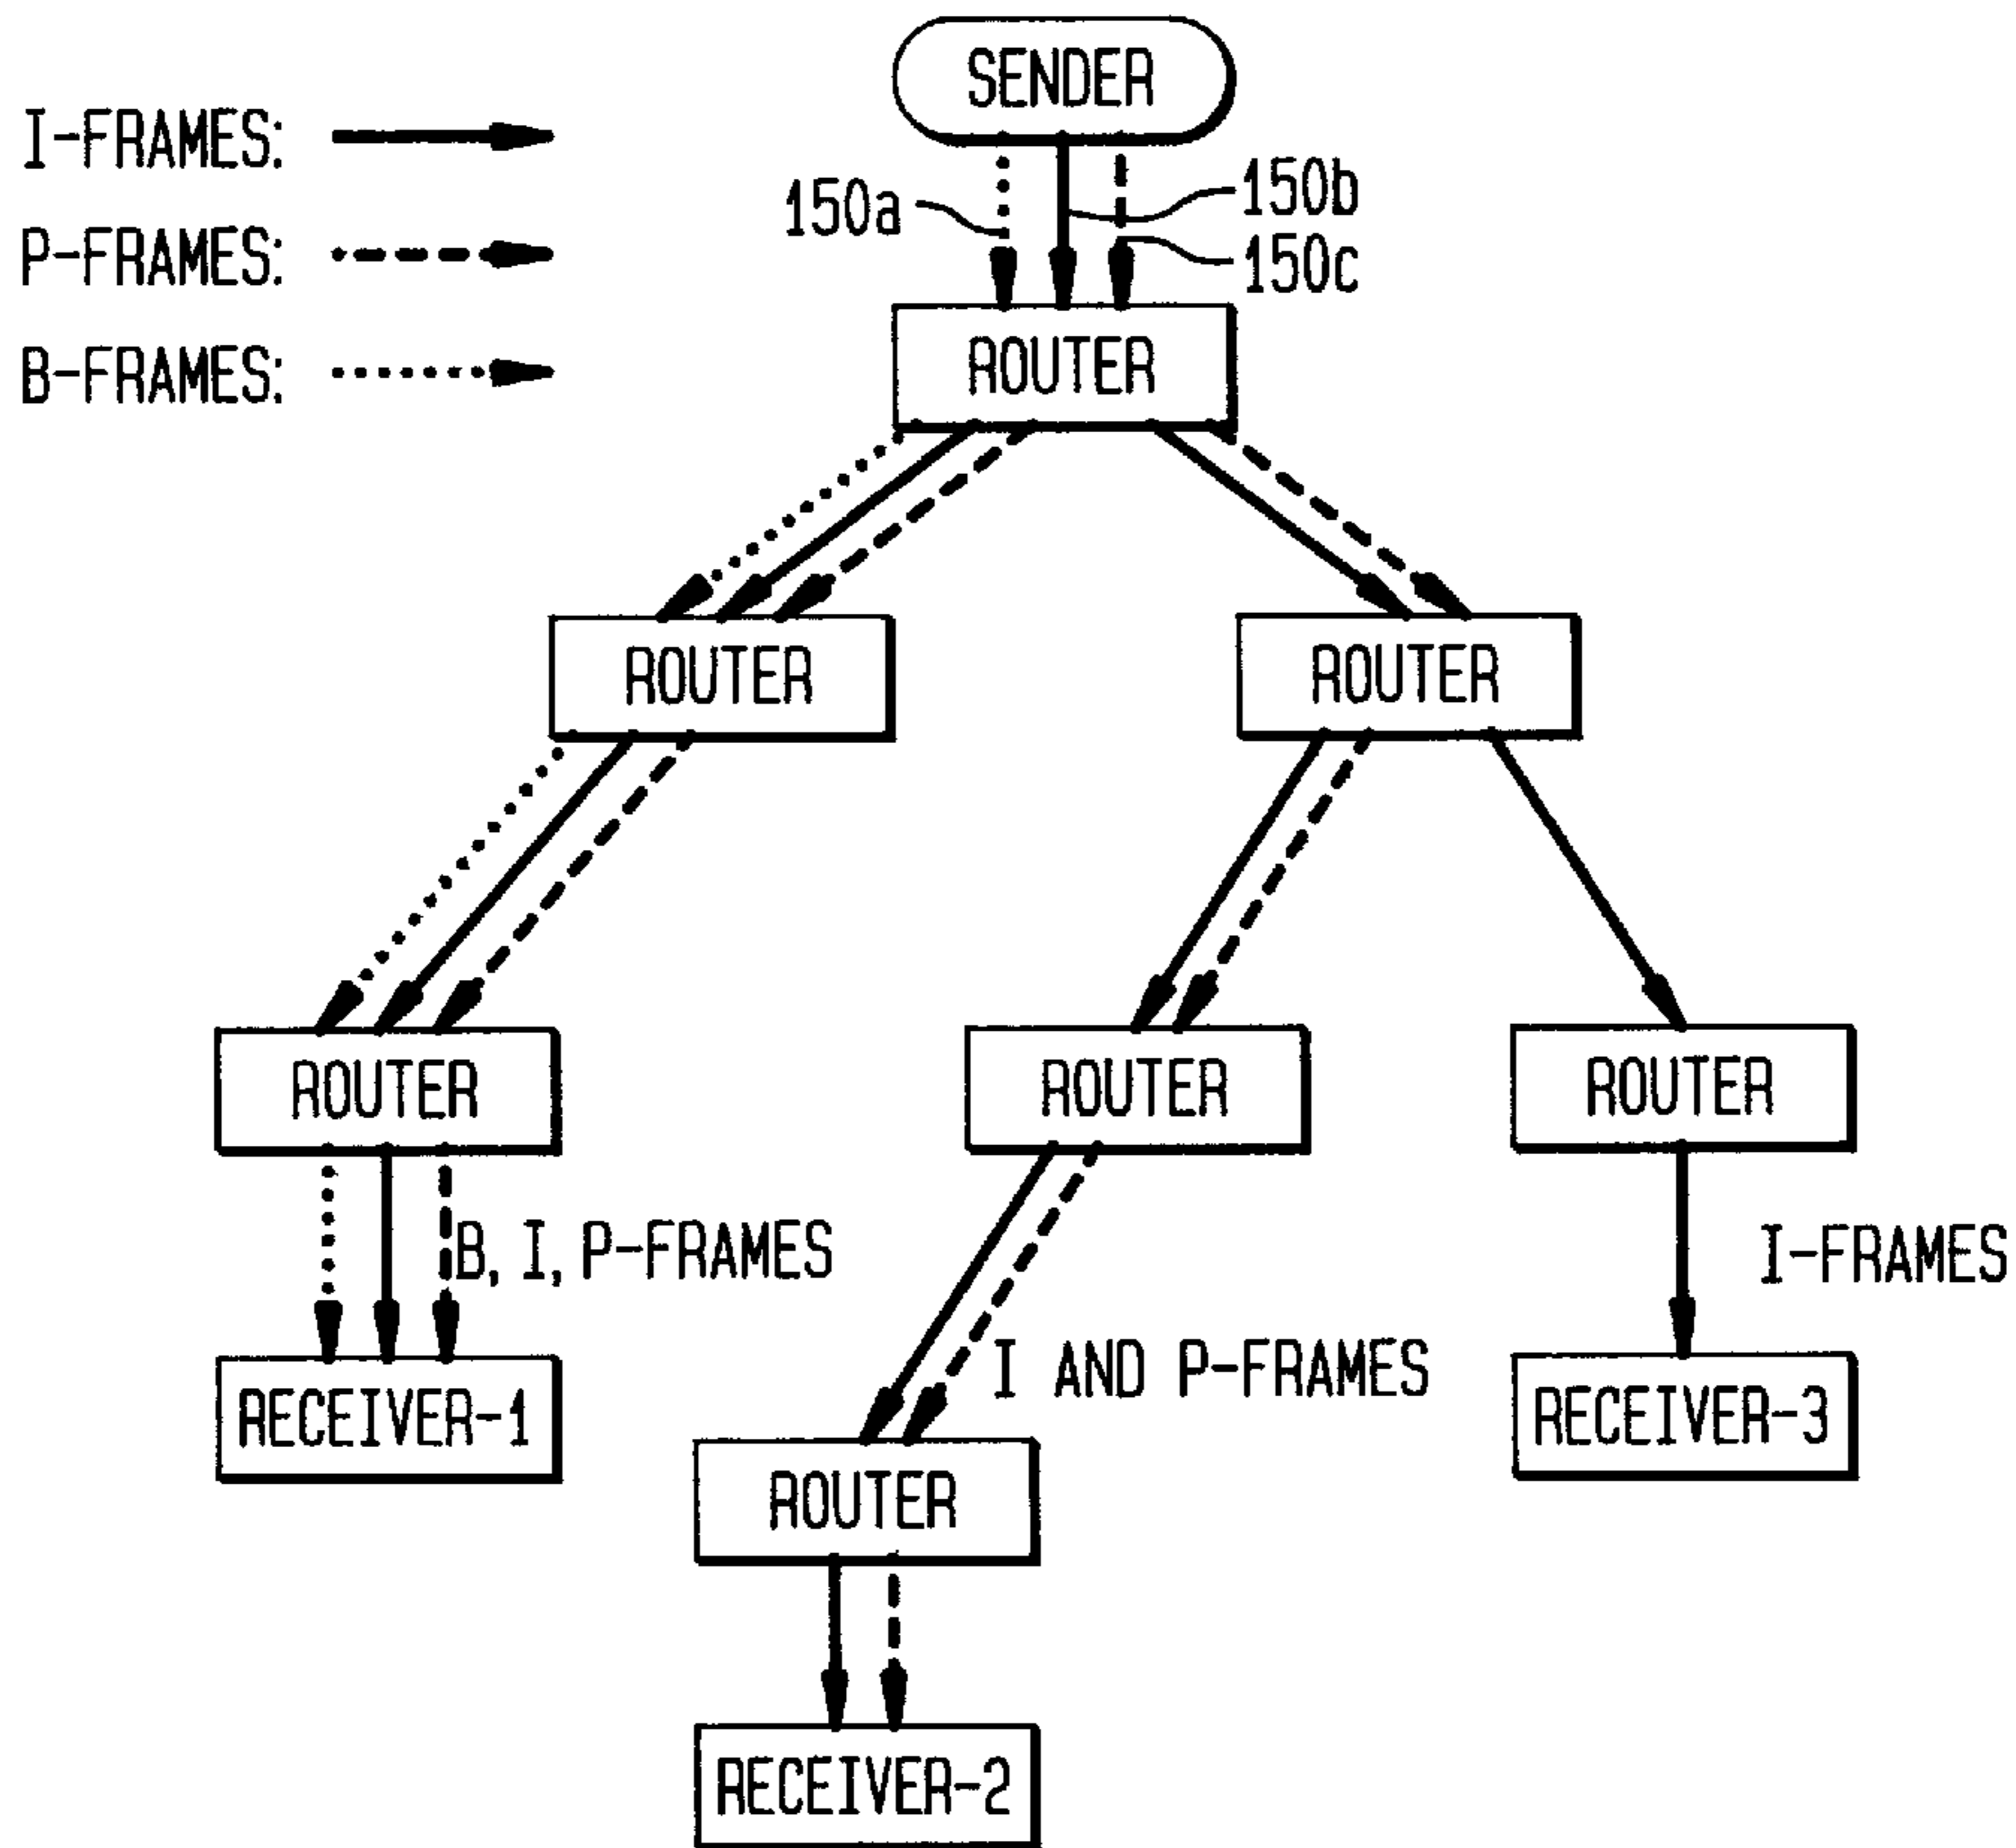 SENDER
I-FRAMES:
P-FRAMES:
B-FRAMES:
150a
150b
150c
ROUTER
ROUTER
ROUTER
ROUTER
ROUTER
ROUTER
B, I, P-FRAMES
I-FRAMES
I AND P-FRAMES
RECEIVER-1
RECEIVER-3
ROUTER
RECEIVER-2